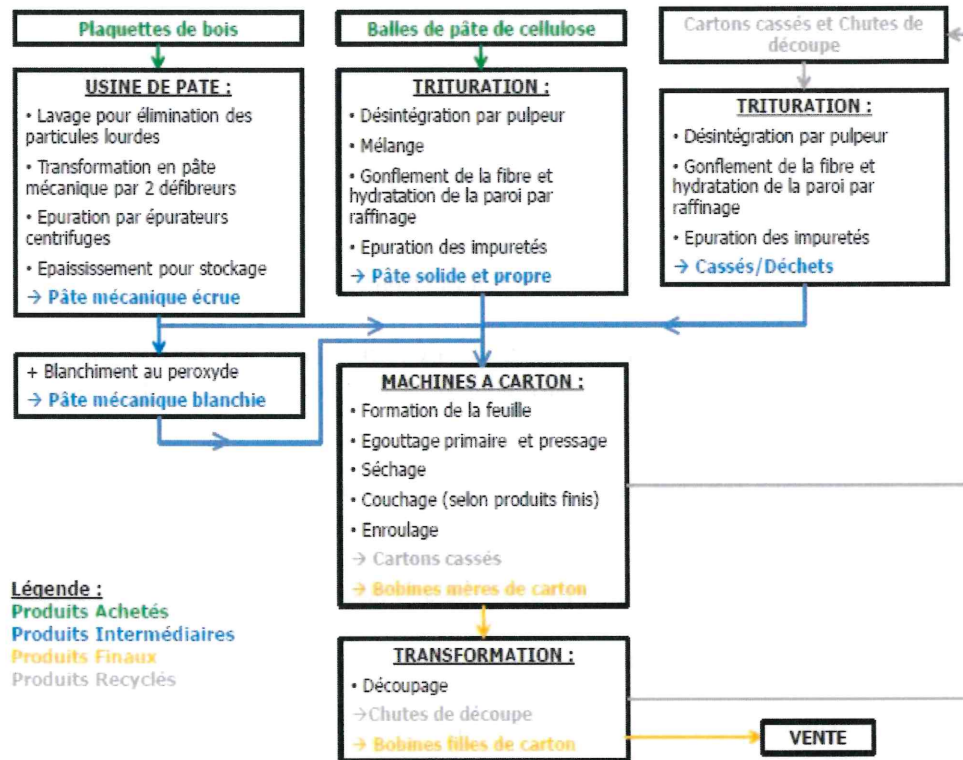 Plaquettes de bois
USINE DE PATE :
• Lavage pour élimination des
particules lourdes
• Transformation en pâte
mécanique par 2 défibreurs
• Epuration par épurateurs
centrifuges
• Epaississement pour stockage
→ Pâte mécanique écrue
+ Blanchiment au peroxyde
→ Pâte mécanique blanchie
Balles de pâte de cellulose
TRITURATION :
• Désintégration par pulpeur
• Mélange
• Gonflement de la fibre et
hydratation de la paroi par
raffinage
• Epuration des impuretés
→ Pâte solide et propre
Cartons cassés et Chutes de
découpe
TRITURATION :
• Désintégration par pulpeur
• Gonflement de la fibre et
hydratation de la paroi par
raffinage
• Epuration des impuretés
→ Cassés/Déchets
MACHINES A CARTON :
• Formation de la feuille
• Egouttage primaire et pressage
• Séchage
• Couchage (selon produits finis)
• Enroulage
→ Cartons cassés
→ Bobines mères de carton
TRANSFORMATION :
• Découpage
→Chutes de découpe
→ Bobines filles de carton
VENTE
Légende :
Produits Achetés
Produits Intermédiaires
Produits Finaux
Produits Recyclés